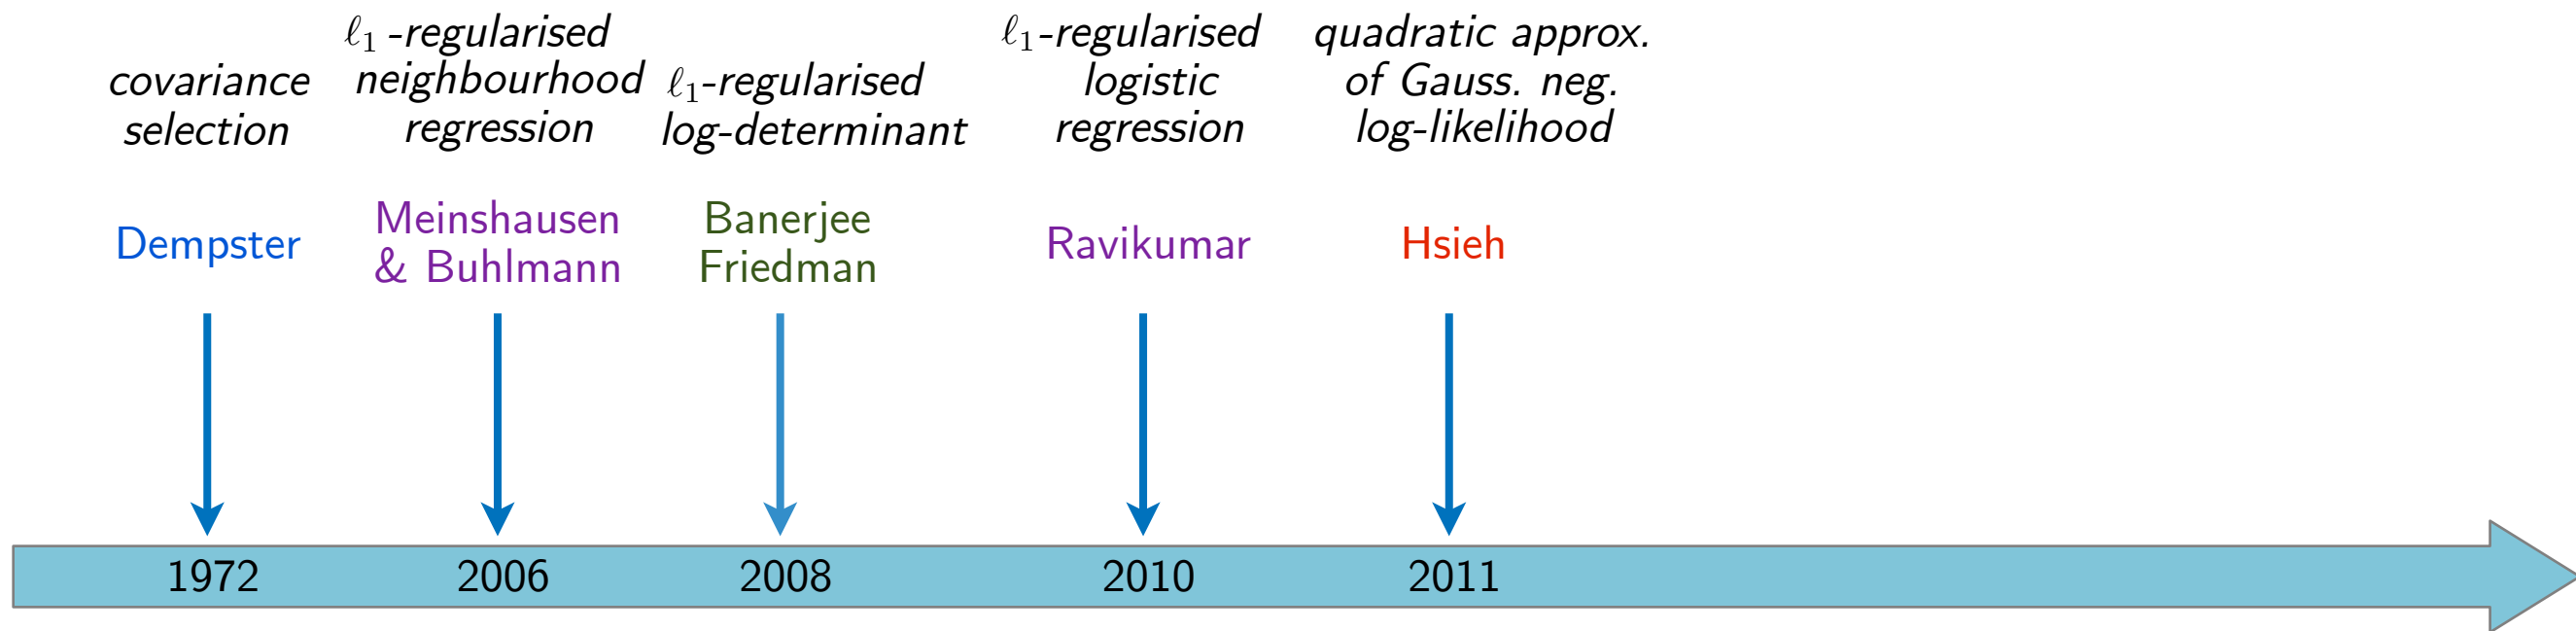 covariance
selection
ℓ₁ -regularised
neighbourhood
regression
ℓ₁-regularised
log-determinant
ℓ₁-regularised
logistic
regression
quadratic approx.
of Gauss. neg.
log-likelihood
Dempster
Meinshausen
& Buhlmann
Banerjee
Friedman
Ravikumar
Hsieh
1972
2006
2008
2010
2011